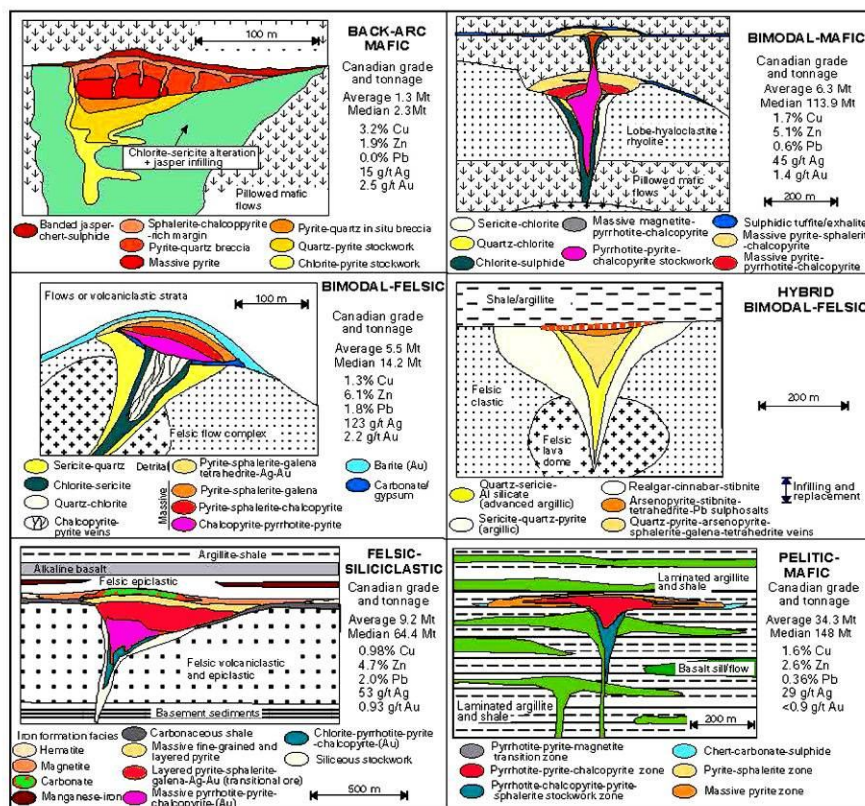 100 m
BACK-ARC
MAFIC
Canadian grade
and tonnage
Average 1.3 Mt
Median 2.3Mt
3.2% Cu
1.9% Zn
0.0% Pb
15 g/t Ag
2.5 g/t Au
Chlorite-sericite alteration
+ jasper infilling
Pillowed mafic
flows
Banded jasper-
chert-sulphide
Sphalerite-chalcopyrite
-rich margin
Pyrite-quartz breccia
Massive pyrite
Pyrite-quartz in situ breccia
Quartz-pyrite stockwork
Chlorite-pyrite stockwork
BIMODAL-MAFIC
Canadian grade
and tonnage
Average 6.3 Mt
Median 113.9 Mt
1.7% Cu
5.1% Zn
0.6% Pb
45 g/t Ag
1.4 g/t Au
200 m
Lobe-hyaloclastite
rhyolite
Pillowed mafic
flows
Sericite-chlorite
Quartz-chlorite
Chlorite-sulphide
Massive magnetite-
pyrrhotite-chalcopyrite
Pyrrhotite-pyrite-
chalcopyrite stockwork
Sulphidic tuffite/exhalite
Massive pyrite-sphalerite
-chalcopyrite
Massive pyrite-
pyrrhotite-chalcopyrite
Flows or volcaniclastic strata
100 m
BIMODAL-FELSIC
Canadian grade
and tonnage
Average 5.5 Mt
Median 14.2 Mt
1.3% Cu
6.1% Zn
1.8% Pb
123 g/t Ag
2.2 g/t Au
Felsic flow complex
Sericite-quartz
Chlorite-sericite
Quartz-chlorite
Chalcopyrite-
pyrite veins
Detrital
Massive
Pyrite-sphalerite-galena
tetrahedrite-Ag-Au
Pyrite-sphalerite-galena
Pyrite-sphalerite-chalcopyrite
Chalcopyrite-pyrrhotite-pyrite
Barite (Au)
Carbonate/
gypsum
Shale/argillite
HYBRID
BIMODAL-FELSIC
200 m
Felsic
clastic
Felsic
lava
dome
Quartz-sericie-
Al silicate
(advanced argillic)
Sericite-quartz-pyrite
(argillic)
Realgar-cinnabar-stibnite
Arsenopyrite-stibnite-
tetrahedrite-Pb sulphosalts
Quartz-pyrite-arsenopyrite-
sphalerite-galena-tetrahedrite veins
Infilling and
replacement
Argillite-shale
Alkaline basalt
Felsic epiclastic
FELSIC-
SILICICLASTIC
Canadian grade
and tonnage
Average 9.2 Mt
Median 64.4 Mt
0.98% Cu
4.7% Zn
2.0% Pb
53 g/t Ag
0.93 g/t Au
Felsic volcaniclastic
and epiclastic
Basement sediments
Iron formation facies
Hematite
Magnetite
Carbonate
Manganese-iron
Carbonaceous shale
Massive fine-grained and
layered pyrite
Layered pyrite-sphalerite-
galena-Ag-Au (transitional ore)
Massive pyrrhotite-pyrite-
chalcopyrite-(Au)
Chlorite-pyrrhotite-pyrite
-chalcopyrite-(Au)
Siliceous stockwork
500 m
PELITIC-
MAFIC
Canadian grade
and tonnage
Average 34.3 Mt
Median 148 Mt
1.6% Cu
2.6% Zn
0.36% Pb
29 g/t Ag
<0.9 g/t Au
Laminated argillite
and shale
Basalt sill/flow
Laminated argillite
and shale
200 m
Pyrrhotite-pyrite-magnetite
transition zone
Pyrrhotite-pyrite-chalcopyrite zone
Pyrrhotite-chalcopyrite-pyrite-
sphalerite stockwork zone
Chert-carbonate-sulphide
Pyrite-sphalerite zone
Massive pyrite zone